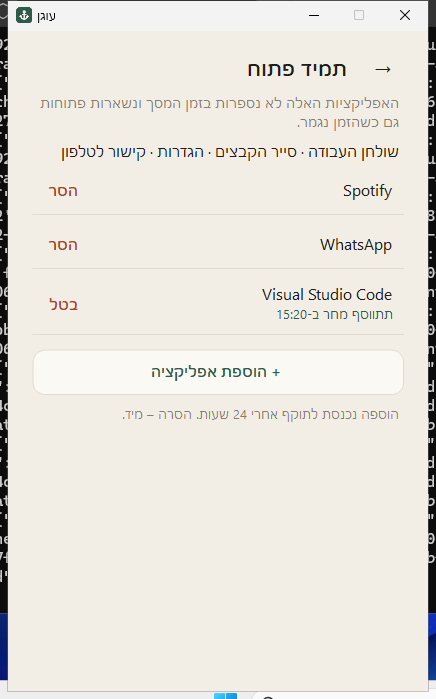 עוגן
→ תמיד פתוח
האפליקציות האלה לא נספרות בזמן המסך ונשארות פתוחות
גם כשהזמן נגמר.
שולחן העבודה · סייר הקבצים · הגדרות · קישור לטלפון
Spotify הסר
WhatsApp הסר
Visual Studio Code
תתווסף מחר ב-15:20
בטל
+ הוספת אפליקציה
הוספה נכנסת לתוקף אחרי 24 שעות. הסרה – מיד.